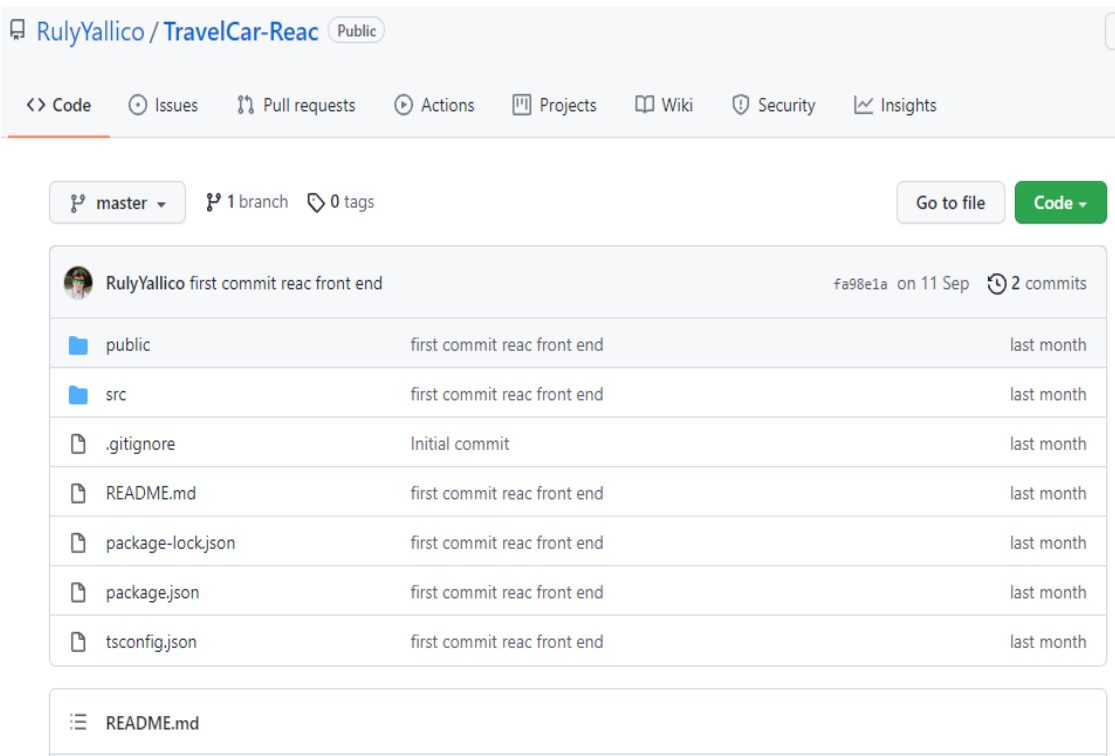 RulyYallico / TravelCar-Reac Public
<> Code Issues Pull requests Actions Projects Wiki Security Insights
master 1 branch 0 tags Go to file Code
RulyYallico first commit reac front end fa98e1a on 11 Sep 2 commits
public first commit reac front end last month
src first commit reac front end last month
.gitignore Initial commit last month
README.md first commit reac front end last month
package-lock.json first commit reac front end last month
package.json first commit reac front end last month
tsconfig.json first commit reac front end last month
README.md